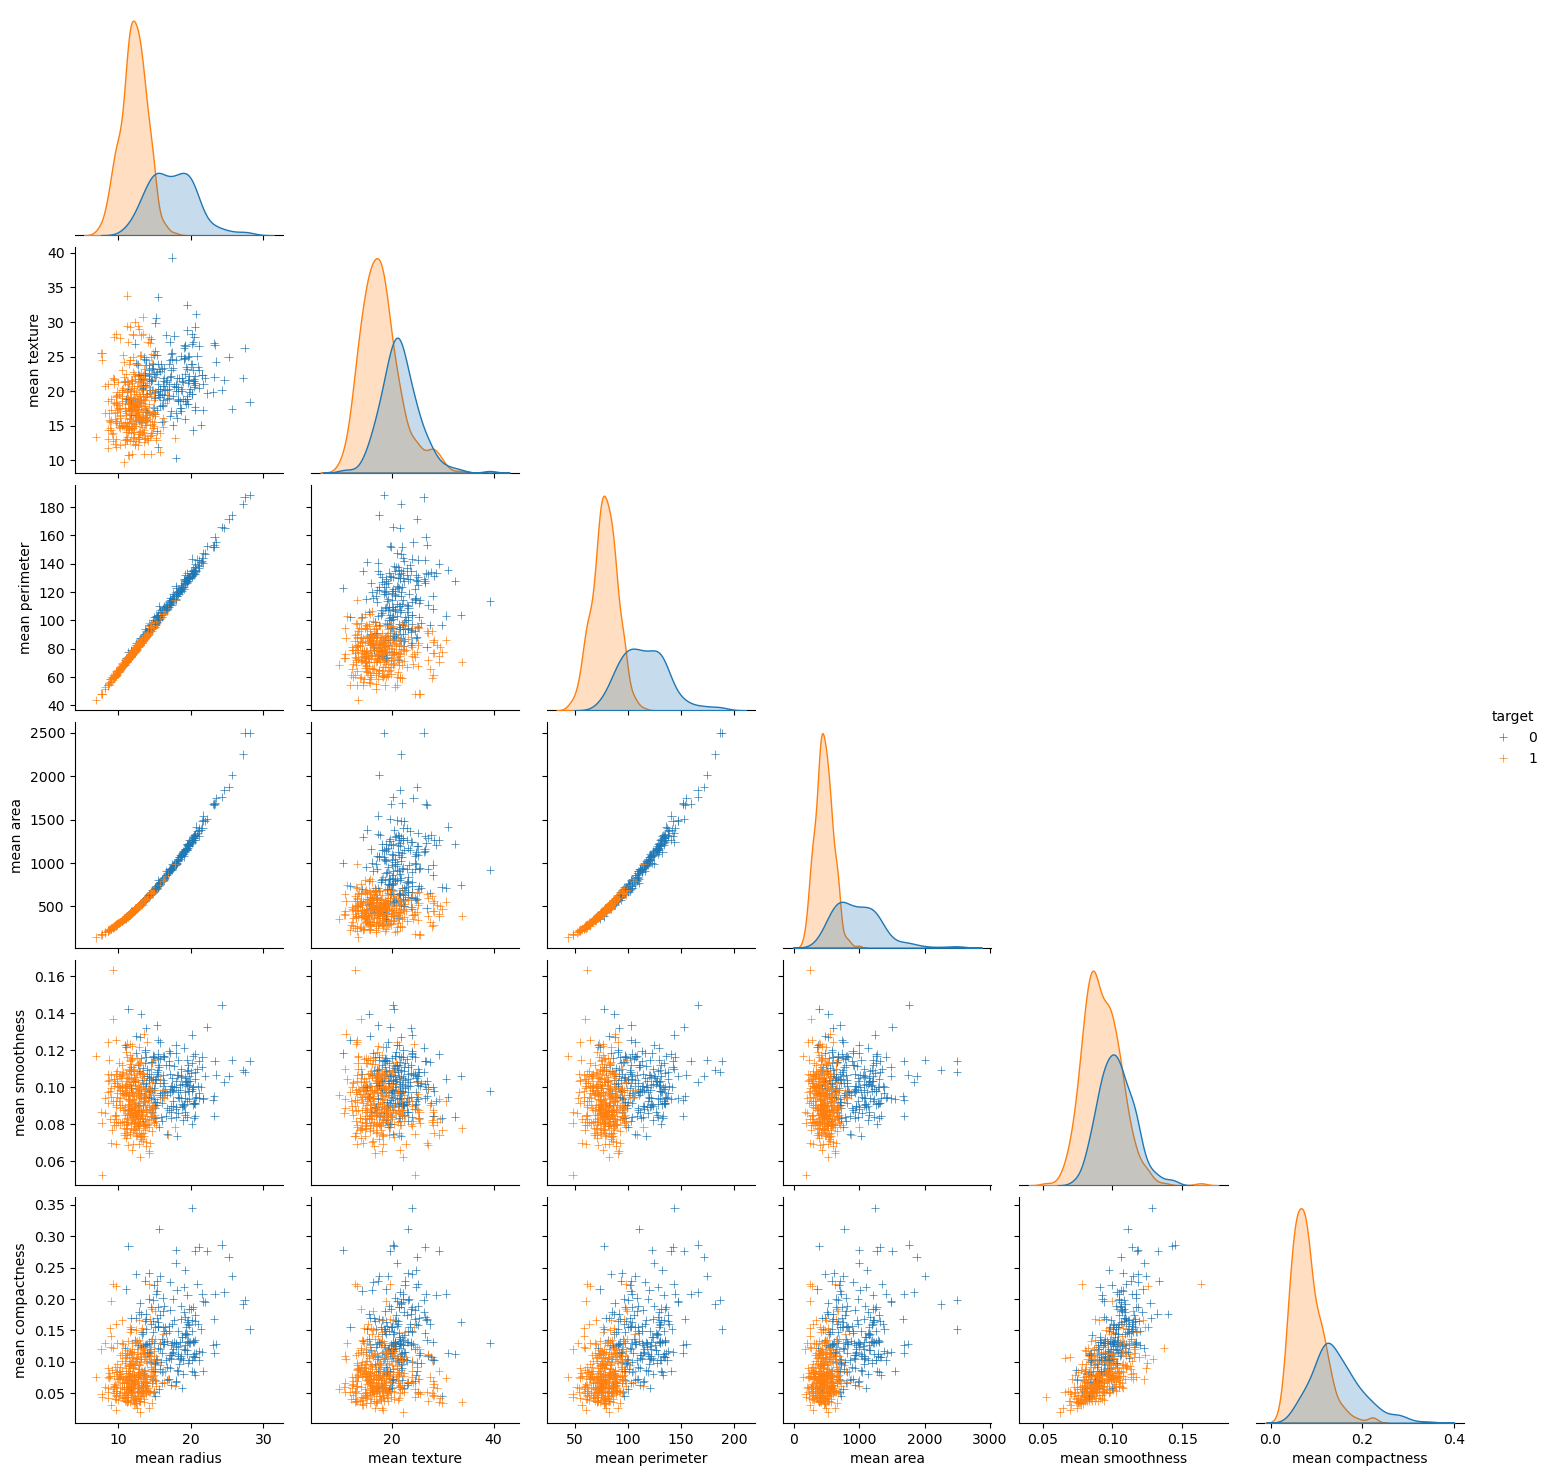 40
35
30
25
20
15
10
mean texture
180
160
140
120
100
80
60
40
mean perimeter
2500
2000
1500
1000
500
mean area
target
0
1
0.16
0.14
0.12
0.10
0.08
0.06
mean smoothness
0.35
0.30
0.25
0.20
0.15
0.10
0.05
mean compactness
10 20 30
mean radius
20 40
mean texture
50 100 150 200
mean perimeter
0 1000 2000 3000
mean area
0.05 0.10 0.15
mean smoothness
0.0 0.2 0.4
mean compactness